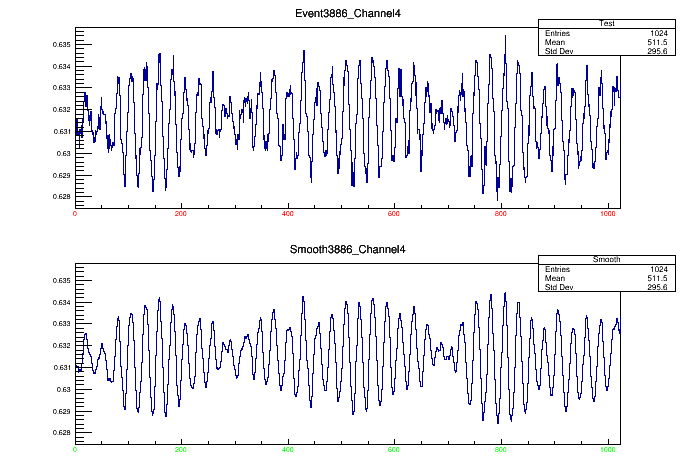 Event3886_Channel4
Test
Entries 1024
Mean 511.5
Std Dev 295.6
0.635
0.634
0.633
0.632
0.631
0.63
0.629
0.628
0 200 400 600 800 1000
Smooth3886_Channel4
Smooth
Entries 1024
Mean 511.5
Std Dev 295.6
0.635
0.634
0.633
0.632
0.631
0.63
0.629
0.628
0 200 400 600 800 1000